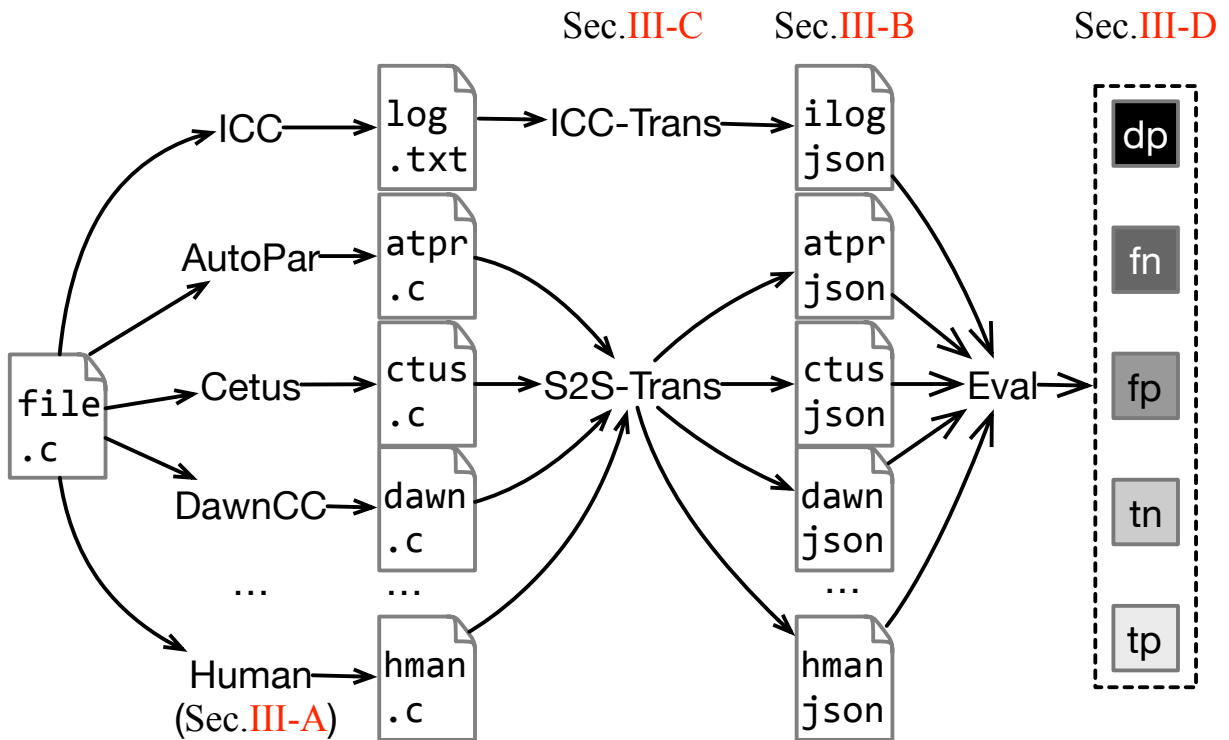 Sec.III-C Sec.III-B Sec.III-D
ICC
log
.txt
ICC-Trans
ilog
json
dp
AutoPar
atpr
.c
atpr
json
fn
file
.c
Cetus
ctus
.c
S2S-Trans
ctus
json
Eval
fp
DawnCC
dawn
.c
dawn
json
tn
...
...
...
Human
(Sec.III-A)
hman
.c
hman
json
tp